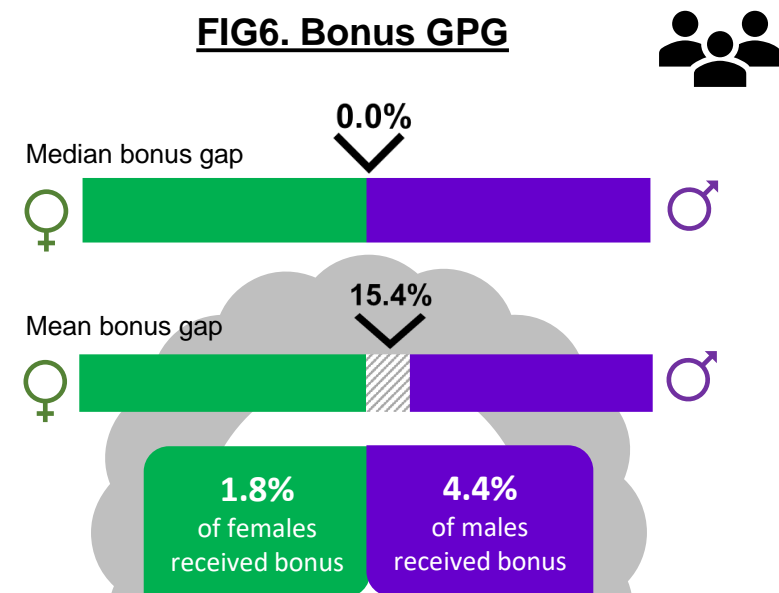 FIG6. Bonus GPG
0.0%
Median bonus gap
15.4%
Mean bonus gap
1.8%
of females
received bonus
4.4%
of males
received bonus